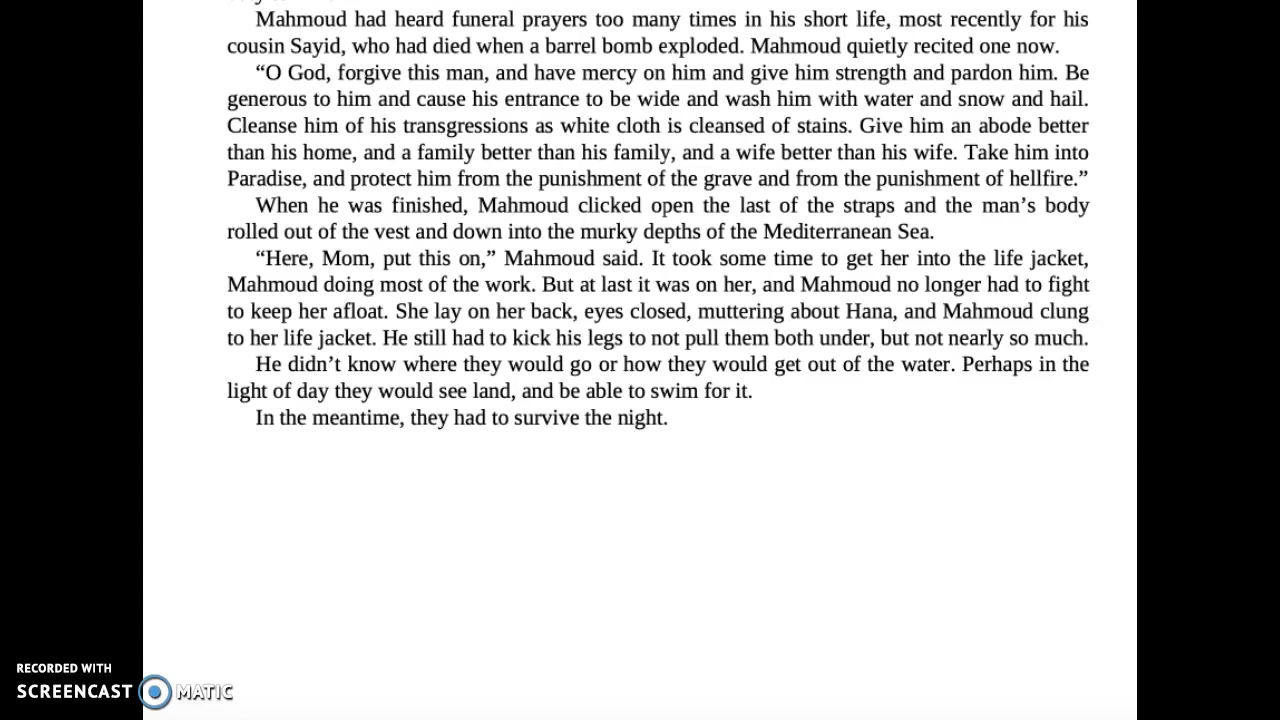 Mahmoud had heard funeral prayers too many times in his short life, most recently for his
cousin Sayid, who had died when a barrel bomb exploded. Mahmoud quietly recited one now.
“O God, forgive this man, and have mercy on him and give him strength and pardon him. Be
generous to him and cause his entrance to be wide and wash him with water and snow and hail.
Cleanse him of his transgressions as white cloth is cleansed of stains. Give him an abode better
than his home, and a family better than his family, and a wife better than his wife. Take him into
Paradise, and protect him from the punishment of the grave and from the punishment of hellfire.”
When he was finished, Mahmoud clicked open the last of the straps and the man’s body
rolled out of the vest and down into the murky depths of the Mediterranean Sea.
“Here, Mom, put this on,” Mahmoud said. It took some time to get her into the life jacket,
Mahmoud doing most of the work. But at last it was on her, and Mahmoud no longer had to fight
to keep her afloat. She lay on her back, eyes closed, muttering about Hana, and Mahmoud clung
to her life jacket. He still had to kick his legs to not pull them both under, but not nearly so much.
He didn’t know where they would go or how they would get out of the water. Perhaps in the
light of day they would see land, and be able to swim for it.
In the meantime, they had to survive the night.
RECORDED WITH
SCREENCAST MATIC